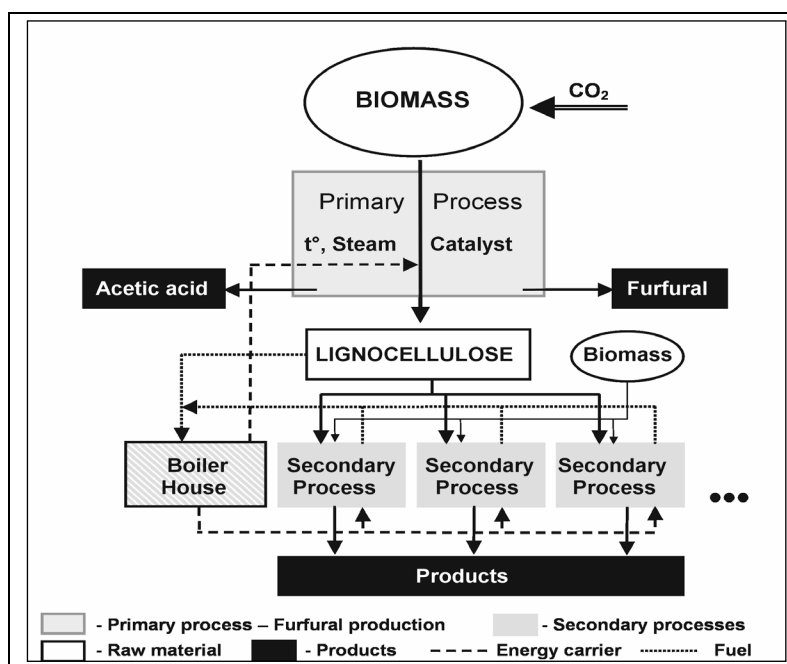 BIOMASS
CO₂
Primary Process
t°, Steam Catalyst
Acetic acid
Furfural
LIGNOCELLULOSE
Biomass
Boiler
House
Secondary
Process
Secondary
Process
Secondary
Process
•••
Products
- Primary process – Furfural production
- Secondary processes
- Raw material
- Products
Energy carrier
Fuel